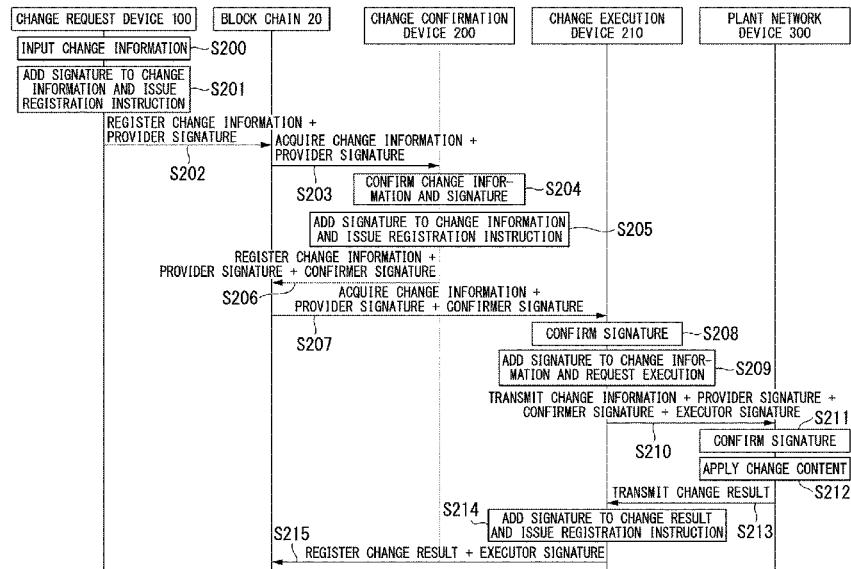 CHANGE REQUEST DEVICE 100
BLOCK CHAIN 20
CHANGE CONFIRMATION
DEVICE 200
CHANGE EXECUTION
DEVICE 210
PLANT NETWORK
DEVICE 300
INPUT CHANGE INFORMATION
S200
ADD SIGNATURE TO CHANGE
INFORMATION AND ISSUE
REGISTRATION INSTRUCTION
S201
REGISTER CHANGE INFORMATION +
PROVIDER SIGNATURE
S202
ACQUIRE CHANGE INFORMATION +
PROVIDER SIGNATURE
S203
CONFIRM CHANGE INFOR-
MATION AND SIGNATURE
S204
ADD SIGNATURE TO CHANGE INFORMATION
AND ISSUE REGISTRATION INSTRUCTION
S205
REGISTER CHANGE INFORMATION +
PROVIDER SIGNATURE + CONFIRMER SIGNATURE
S206
ACQUIRE CHANGE INFORMATION +
PROVIDER SIGNATURE + CONFIRMER SIGNATURE
S207
CONFIRM SIGNATURE
S208
ADD SIGNATURE TO CHANGE INFOR-
MATION AND REQUEST EXECUTION
S209
TRANSMIT CHANGE INFORMATION + PROVIDER SIGNATURE +
CONFIRMER SIGNATURE + EXECUTOR SIGNATURE
S210
S211
CONFIRM SIGNATURE
APPLY CHANGE CONTENT
S212
TRANSMIT CHANGE RESULT
S213
S214
ADD SIGNATURE TO CHANGE RESULT
AND ISSUE REGISTRATION INSTRUCTION
S215
REGISTER CHANGE RESULT + EXECUTOR SIGNATURE